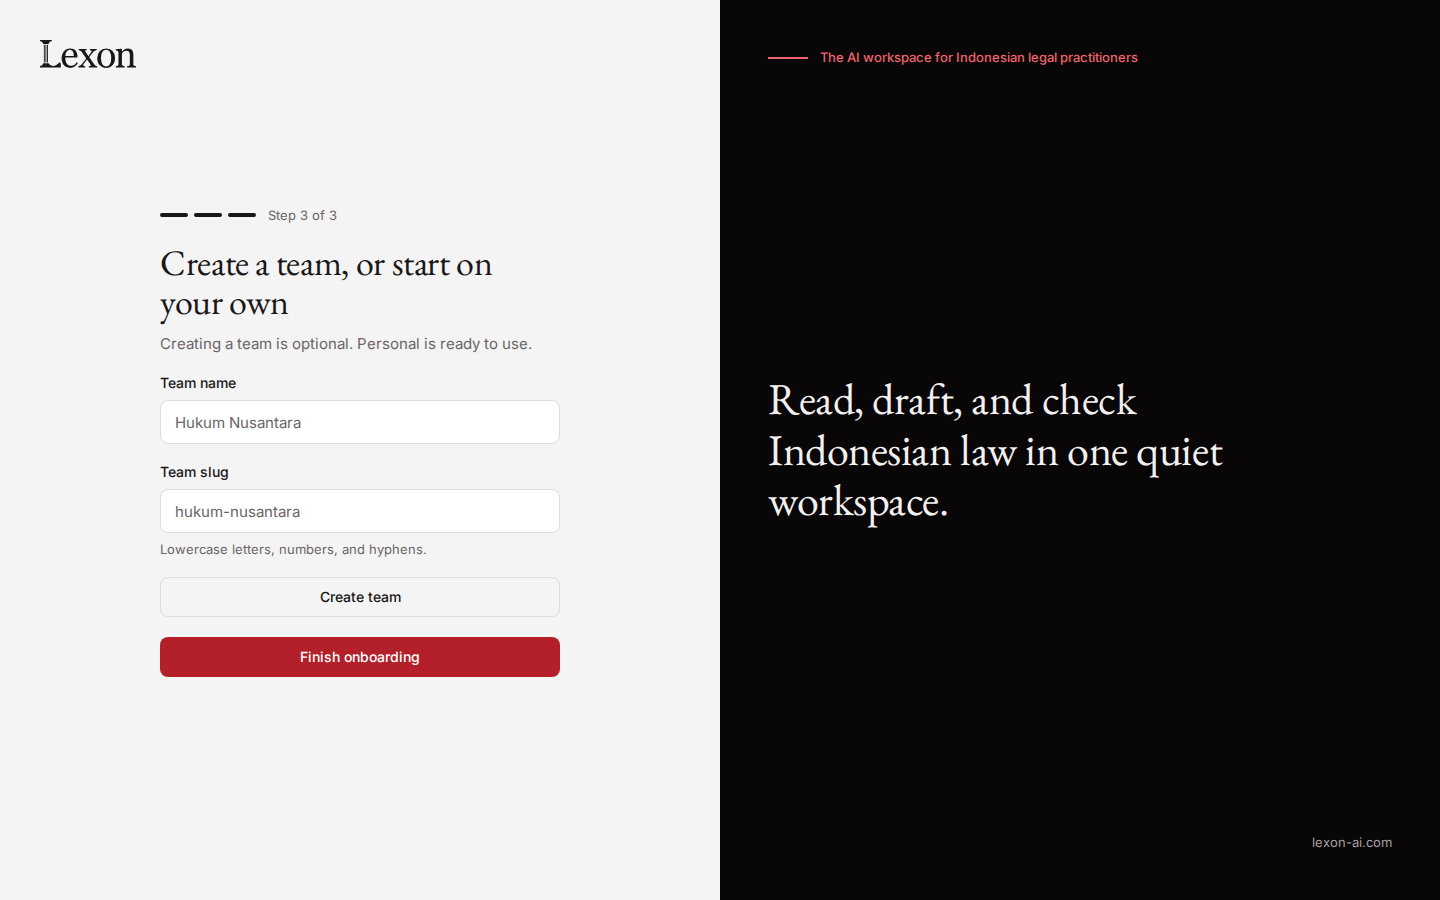 Lexon
Step 3 of 3
Create a team, or start on
your own
Creating a team is optional. Personal is ready to use.
Team name
Hukum Nusantara
Team slug
hukum-nusantara
Lowercase letters, numbers, and hyphens.
Create team
Finish onboarding
The AI workspace for Indonesian legal practitioners
Read, draft, and check
Indonesian law in one quiet
workspace.
lexon-ai.com